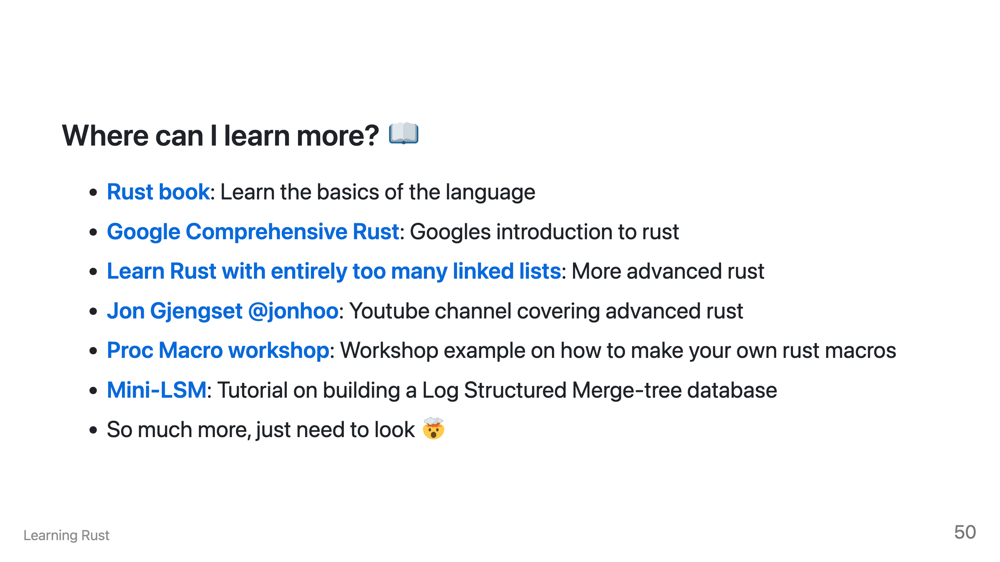 Where can I learn more? 📖
• Rust book: Learn the basics of the language
• Google Comprehensive Rust: Googles introduction to rust
• Learn Rust with entirely too many linked lists: More advanced rust
• Jon Gjengset @jonhoo: Youtube channel covering advanced rust
• Proc Macro workshop: Workshop example on how to make your own rust macros
• Mini-LSM: Tutorial on building a Log Structured Merge-tree database
• So much more, just need to look 🤯
Learning Rust
50